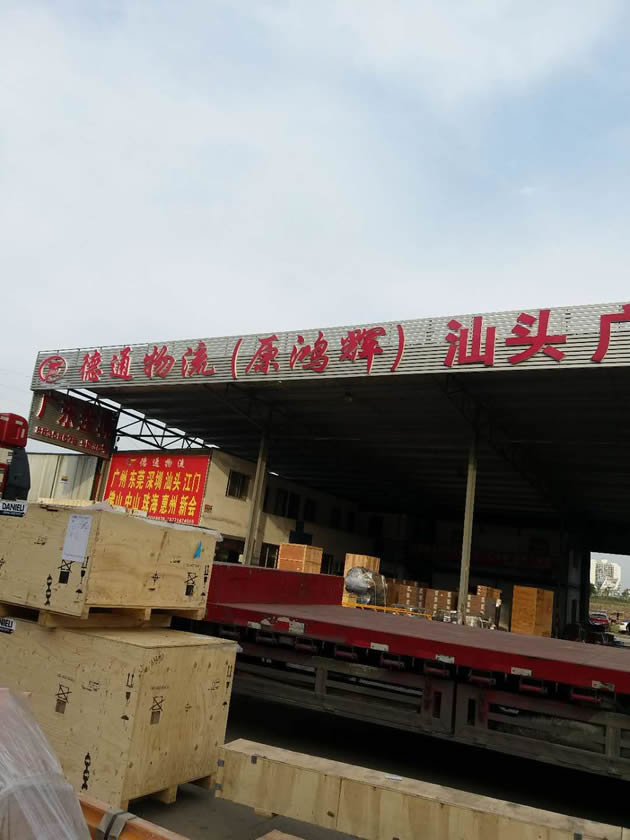 德通物流（原鸿辉）汕头广
德通物流
广州 东莞 深圳 汕头 江门
佛山 中山 珠海 惠州 新会
DANIELI